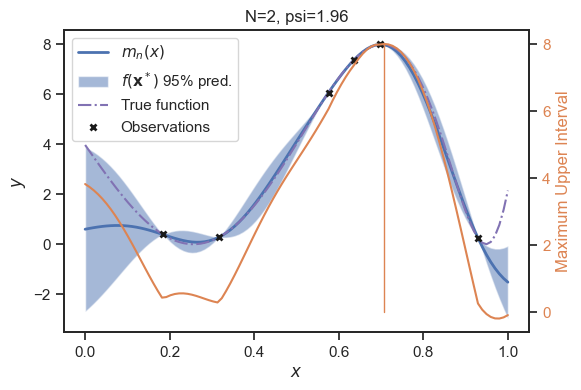 N=2, psi=1.96
m_n(x)
f(x*) 95% pred.
True function
Observations
y
8
6
4
2
0
−2
0.0 0.2 0.4 0.6 0.8 1.0
x
8
6
4
2
0
Maximum Upper Interval